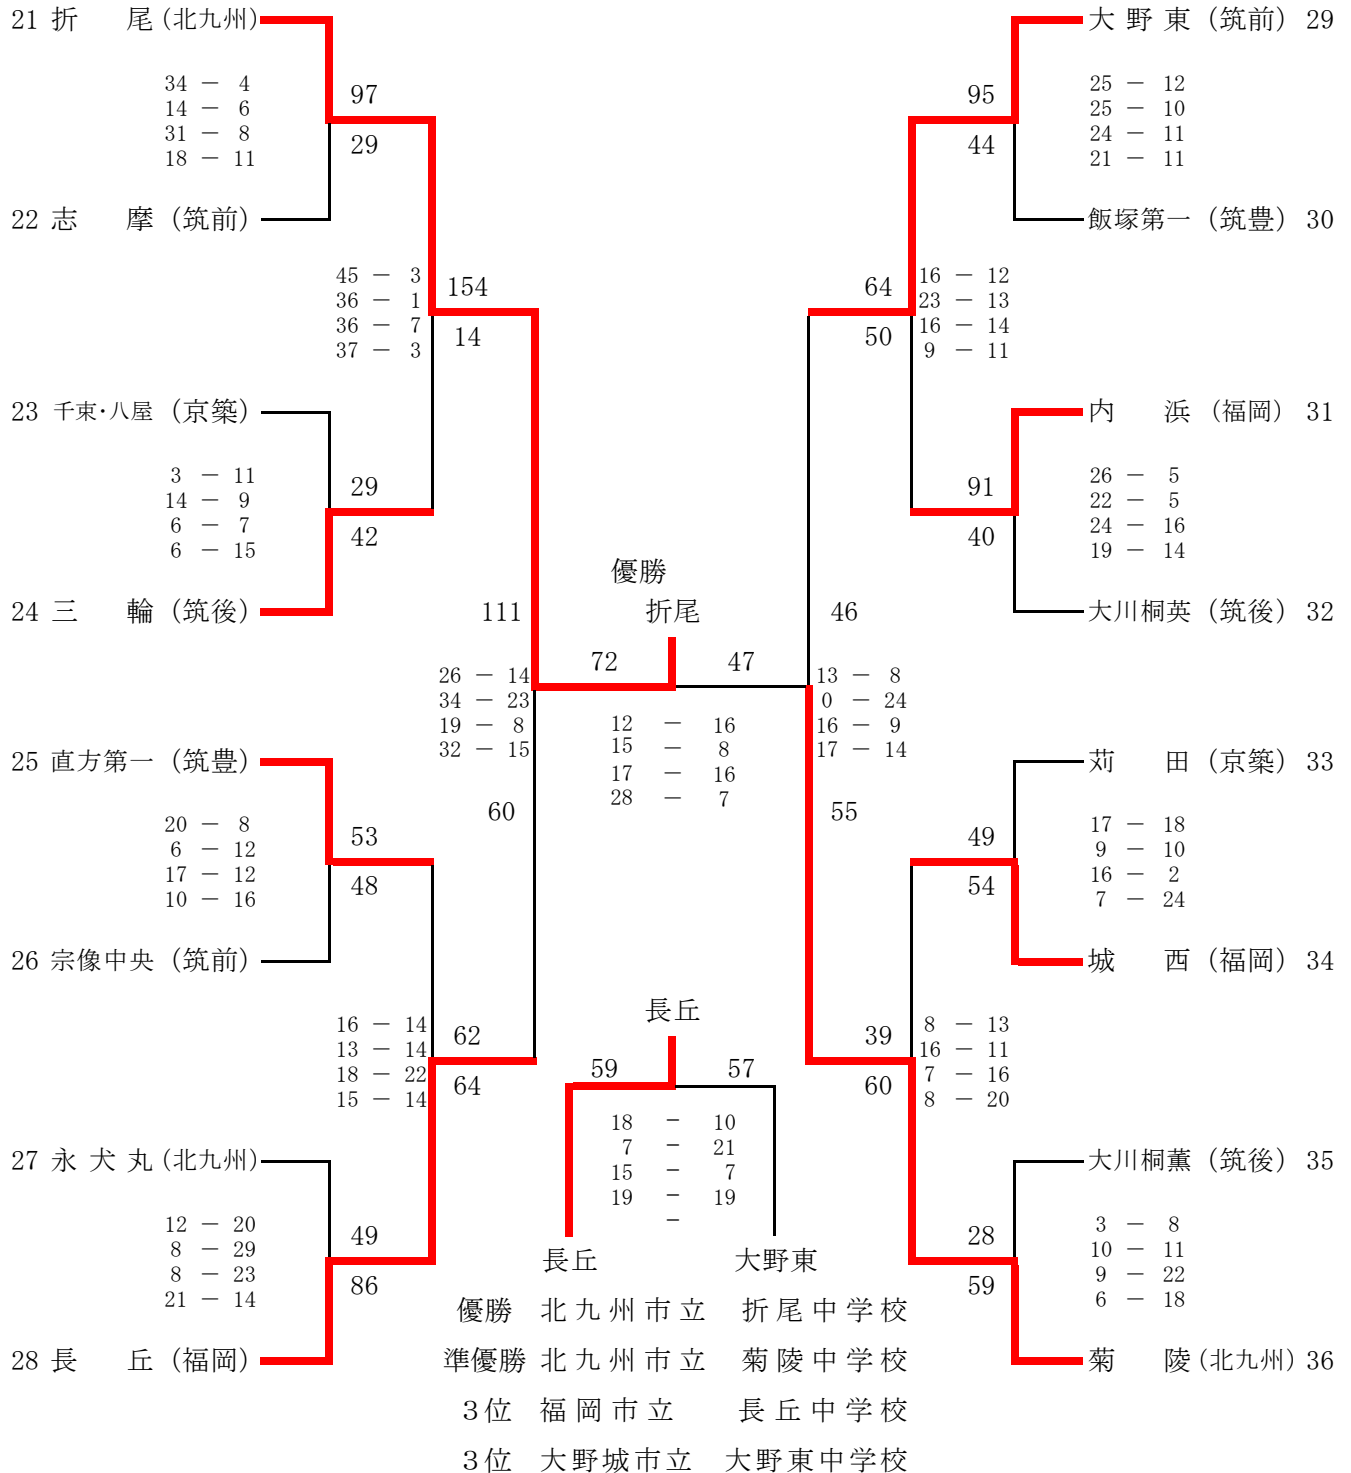 21 折 尾 (北九州)
34 － 4
14 － 6
31 － 8
18 － 11
97
29
22 志 摩 (筑前)
45 － 3
36 － 1
36 － 7
37 － 3
154
14
23 千束・八屋 (京築)
3 － 11
14 － 9
6 － 7
6 － 15
29
42
24 三 輪 (筑後)
111
26 － 14
34 － 23
19 － 8
32 － 15
60
25 直方第一 (筑豊)
20 － 8
6 － 12
17 － 12
10 － 16
53
48
26 宗像中央 (筑前)
16 － 14
13 － 14
18 － 22
15 － 14
62
64
27 永 犬 丸 (北九州)
12 － 20
8 － 29
8 － 23
21 － 14
49
86
28 長 丘 (福岡)
優勝
折尾
72 47
12 － 16
15 － 8
17 － 16
28 － 7
長丘
59 57
18 － 10
7 － 21
15 － 7
19 － 19
－
長丘 大野東
大 野 東 (筑前) 29
95
44
25 － 12
25 － 10
24 － 11
21 － 11
飯塚第一 (筑豊) 30
64
50
16 － 12
23 － 13
16 － 14
9 － 11
内 浜 (福岡) 31
91
40
26 － 5
22 － 5
24 － 16
19 － 14
大川桐英 (筑後) 32
46
13 － 8
0 － 24
16 － 9
17 － 14
55
苅 田 (京築) 33
49
54
17 － 18
9 － 10
16 － 2
7 － 24
城 西 (福岡) 34
39
60
8 － 13
16 － 11
7 － 16
8 － 20
大川桐薫 (筑後) 35
28
59
3 － 8
10 － 11
9 － 22
6 － 18
菊 陵 (北九州) 36
優勝 北九州市立 折尾中学校
準優勝 北九州市立 菊陵中学校
3位 福岡市立 長丘中学校
3位 大野城市立 大野東中学校